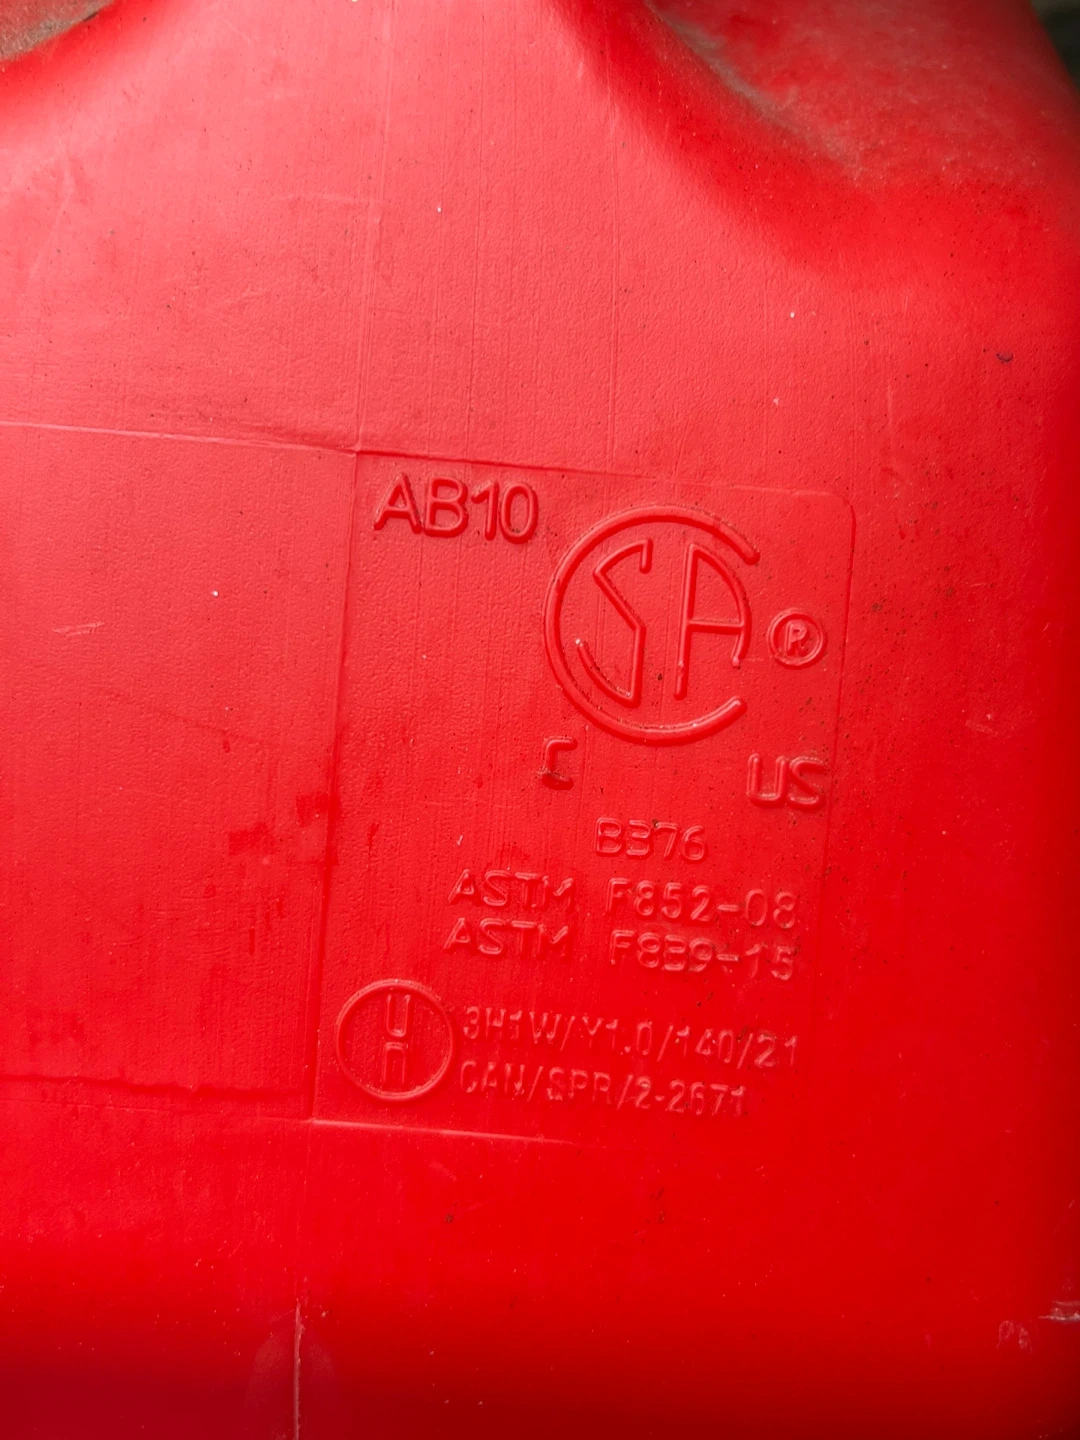 AB10
CSA ®
C US
B376
ASTM F852-08
ASTM F839-15
UN 3H1W/Y1.0/140/21
CAN/SPR/2-2671